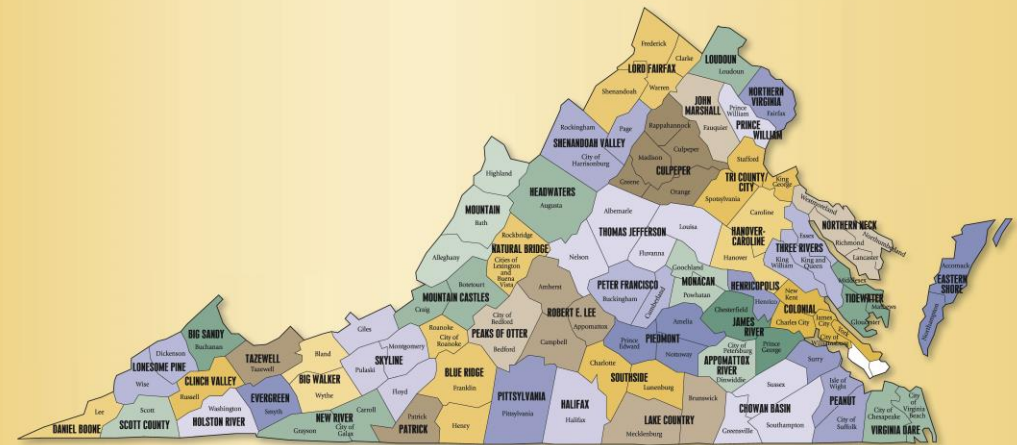 Frederick
Clarke
LORD FAIRFAX
Shenandoah
Warren
LOUDOUN
Loudoun
NORTHERN
VIRGINIA
Fairfax
JOHN
MARSHALL
Fauquier
Prince
William
PRINCE
WILLIAM
Rockingham
Page
SHENANDOAH VALLEY
City of
Harrisonburg
Rappahannock
Culpeper
Madison
CULPEPER
Greene
Orange
Stafford
TRI COUNTY/
CITY
King
George
Spotsylvania
Highland
MOUNTAIN
Bath
Alleghany
HEADWATERS
Augusta
Albemarle
THOMAS JEFFERSON
Louisa
Nelson
Fluvanna
Caroline
HANOVER-
CAROLINE
Hanover
Westmoreland
NORTHERN NECK
Richmond
Northumberland
Lancaster
Essex
THREE RIVERS
King
William
King and
Queen
Accomack
EASTERN
SHORE
Northampton
Rockbridge
NATURAL BRIDGE
Cities of
Lexington
and
Buena
Vista
Botetourt
MOUNTAIN CASTLES
Craig
Amherst
ROBERT E. LEE
Appomattox
Campbell
PETER FRANCISCO
Buckingham
Cumberland
Goochland
MONACAN
Powhatan
HENRICOPOLIS
Henrico
New
Kent
COLONIAL
Charles City
James
City
York
City of
Williamsburg
Middlesex
TIDEWATER
Mathews
Gloucester
Chesterfield
JAMES
RIVER
Prince
George
City of
Bedford
PEAKS OF OTTER
Bedford
Roanoke
City of
Roanoke
BLUE RIDGE
Franklin
Henry
Prince
Edward
PIEDMONT
Amelia
Nottoway
City of
Petersburg
APPOMATTOX
RIVER
Dinwiddie
Surry
Isle of
Wight
PEANUT
City of
Suffolk
City of
Chesapeake
City of
Virginia
Beach
VIRGINIA DARE
Charlotte
SOUTHSIDE
Lunenburg
Sussex
CHOWAN BASIN
Greensville
Southampton
Brunswick
LAKE COUNTRY
Mecklenburg
HALIFAX
Halifax
PITTSYLVANIA
Pittsylvania
Patrick
PATRICK
Giles
Montgomery
SKYLINE
Pulaski
Floyd
Carroll
NEW RIVER
Grayson
City of
Galax
Bland
BIG WALKER
Wythe
TAZEWELL
Tazewell
EVERGREEN
Smyth
BIG SANDY
Buchanan
Dickenson
LONESOME PINE
Wise
CLINCH VALLEY
Russell
Washington
HOLSTON RIVER
Scott
SCOTT COUNTY
Lee
DANIEL BOONE